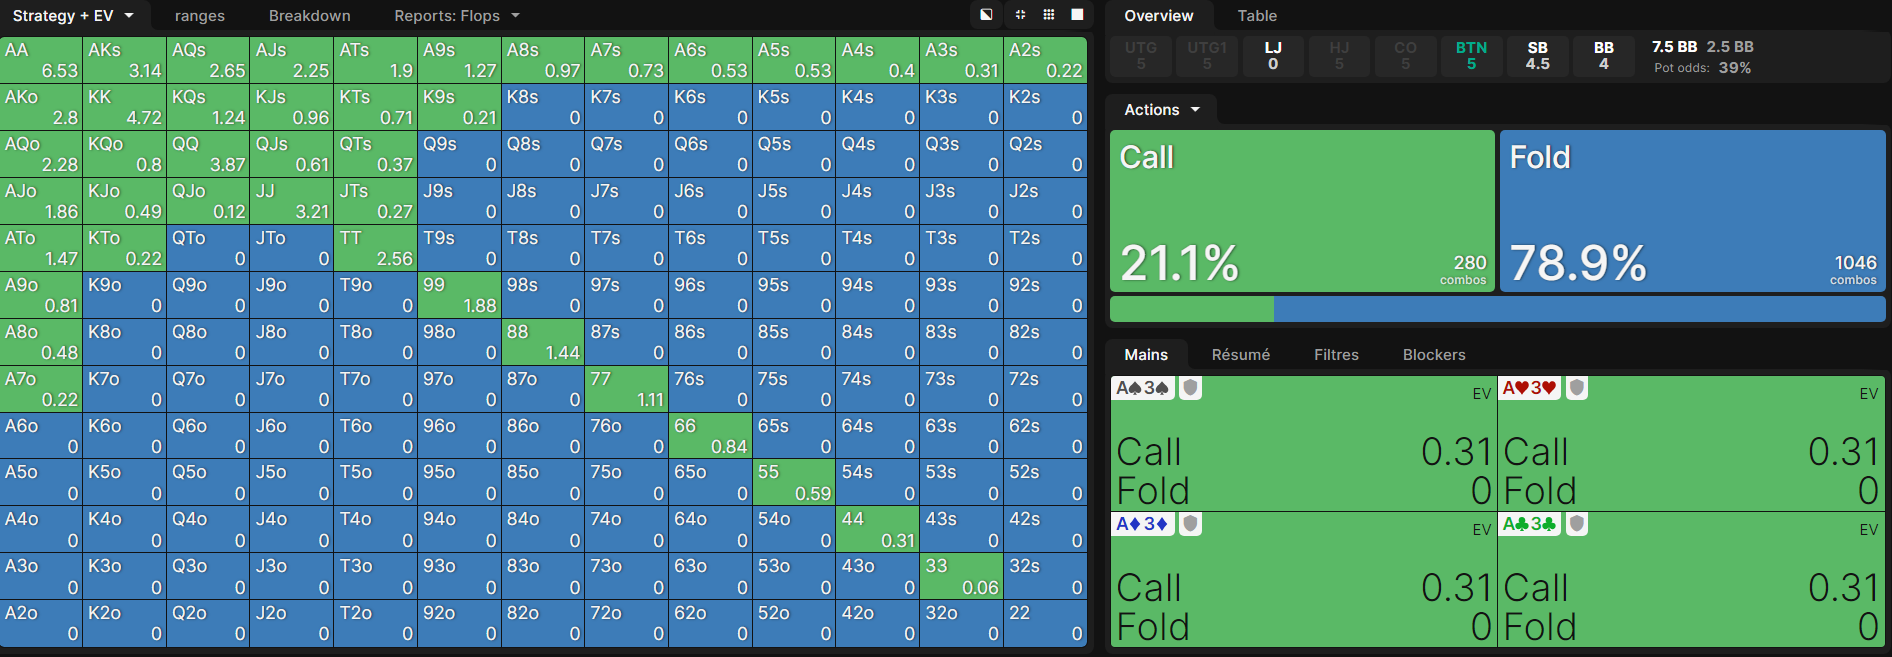 Strategy + EV ranges Breakdown Reports: Flops
AA AKs AQs AJs ATs A9s A8s A7s A6s A5s A4s A3s A2s
6.53 3.14 2.65 2.25 1.9 1.27 0.97 0.73 0.53 0.53 0.4 0.31 0.22
AKo KK KQs KJs KTs K9s K8s K7s K6s K5s K4s K3s K2s
2.8 4.72 1.24 0.96 0.71 0.21 0 0 0 0 0 0 0
AQo KQo QQ QJs QTs Q9s Q8s Q7s Q6s Q5s Q4s Q3s Q2s
2.28 0.8 3.87 0.61 0.37 0 0 0 0 0 0 0 0
AJo KJo QJo JJ JTs J9s J8s J7s J6s J5s J4s J3s J2s
1.86 0.49 0.12 3.21 0.27 0 0 0 0 0 0 0 0
ATo KTo QTo JTo TT T9s T8s T7s T6s T5s T4s T3s T2s
1.47 0.22 0 0 2.56 0 0 0 0 0 0 0 0
A9o K9o Q9o J9o T9o 99 98s 97s 96s 95s 94s 93s 92s
0.81 0 0 0 0 1.88 0 0 0 0 0 0 0
A8o K8o Q8o J8o T8o 98o 88 87s 86s 85s 84s 83s 82s
0.48 0 0 0 0 0 1.44 0 0 0 0 0 0
A7o K7o Q7o J7o T7o 97o 87o 77 76s 75s 74s 73s 72s
0.22 0 0 0 0 0 0 1.11 0 0 0 0 0
A6o K6o Q6o J6o T6o 96o 86o 76o 66 65s 64s 63s 62s
0 0 0 0 0 0 0 0 0.84 0 0 0 0
A5o K5o Q5o J5o T5o 95o 85o 75o 65o 55 54s 53s 52s
0 0 0 0 0 0 0 0 0 0.59 0 0 0
A4o K4o Q4o J4o T4o 94o 84o 74o 64o 54o 44 43s 42s
0 0 0 0 0 0 0 0 0 0 0.31 0 0
A3o K3o Q3o J3o T3o 93o 83o 73o 63o 53o 43o 33 32s
0 0 0 0 0 0 0 0 0 0 0 0.06 0
A2o K2o Q2o J2o T2o 92o 82o 72o 62o 52o 42o 32o 22
0 0 0 0 0 0 0 0 0 0 0 0 0
Overview Table
UTG UTG1 LJ HJ CO BTN SB BB 7.5 BB 2.5 BB
5 5 0 5 5 5 4.5 4 Pot odds: 39%
Actions
Call Fold
21.1% 280 combos 78.9% 1046 combos
Mains Résumé Filtres Blockers
A♠3♠ EV A♥3♥ EV
Call 0.31 Call 0.31
Fold 0 Fold 0
A♦3♦ EV A♣3♣ EV
Call 0.31 Call 0.31
Fold 0 Fold 0